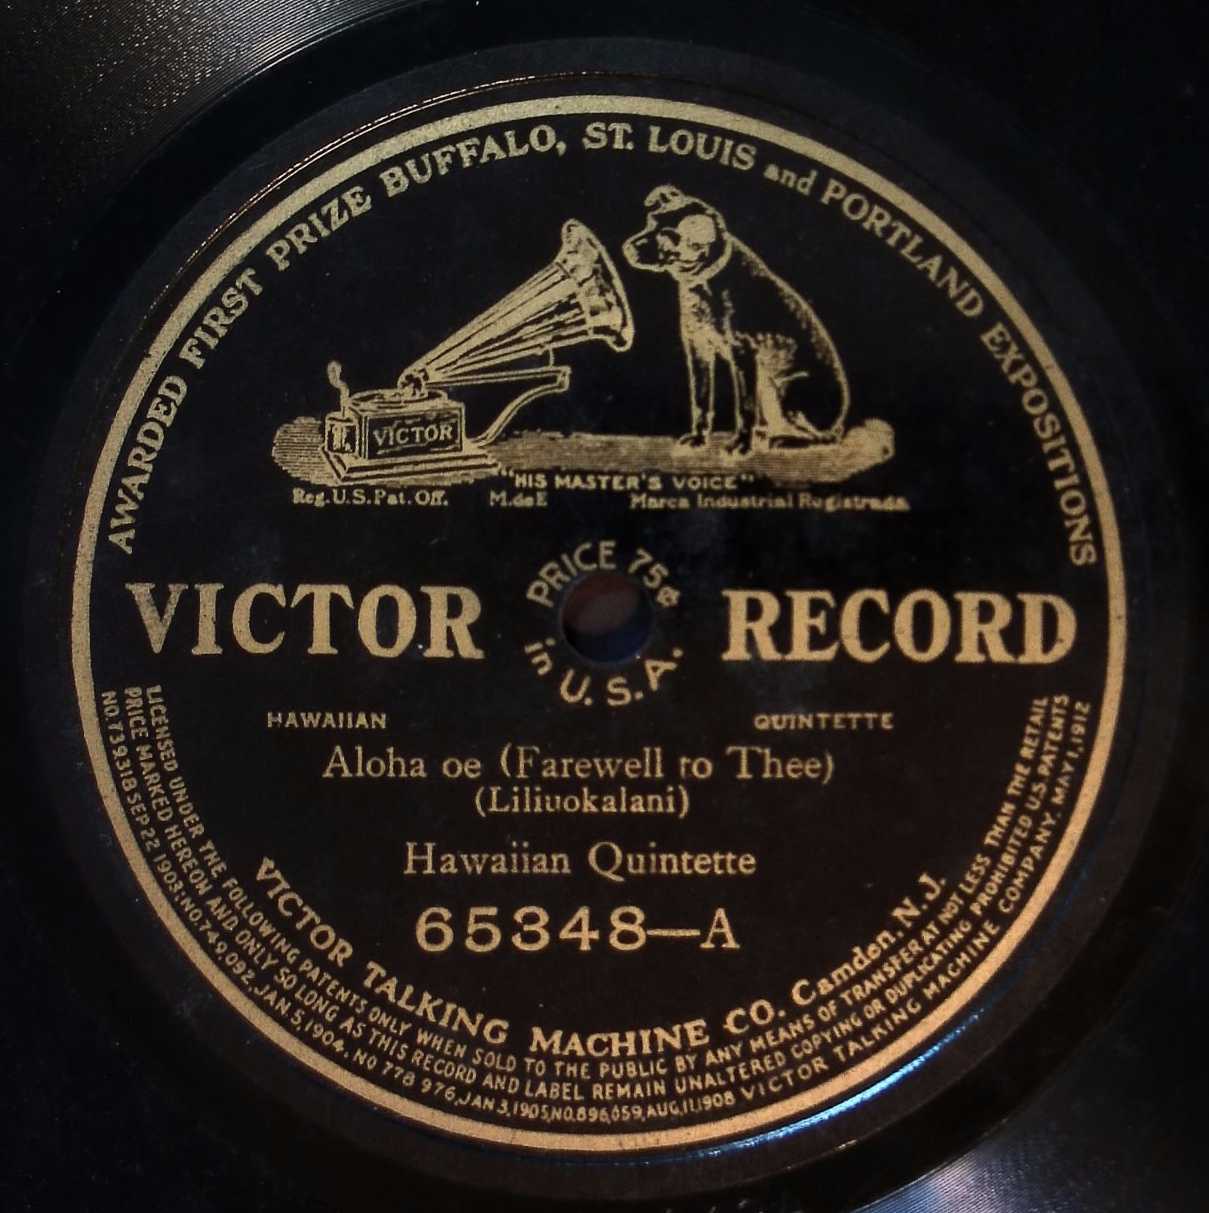 AWARDED FIRST PRIZE BUFFALO, ST. LOUIS and PORTLAND EXPOSITIONS
VICTOR
"HIS MASTER'S VOICE"
Reg. U.S. Pat. Off. M. de E Marca Industrial Registrada
PRICE 75¢
VICTOR RECORD
in U.S.A.
HAWAIIAN QUINTETTE
Aloha oe (Farewell to Thee)
(Liliuokalani)
Hawaiian Quintette
65348—A
VICTOR TALKING MACHINE CO. Camden. N.J.
LICENSED UNDER THE FOLLOWING PATENTS ONLY WHEN SOLD TO THE PUBLIC BY ANY MEANS OF TRANSFER AT NOT LESS THAN THE RETAIL
PRICE MARKED HEREON AND ONLY SO LONG AS THIS RECORD AND LABEL REMAIN UNALTERED COPYING OR DUPLICATING PROHIBITED U.S. PATENTS
NO.739318 SEP.22 1903; NO.749,092, JAN.5,1904. NO 778 976, JAN 3,1905, NO.896,059, AUG.11,1908 VICTOR TALKING MACHINE COMPANY. MAY 1,1912